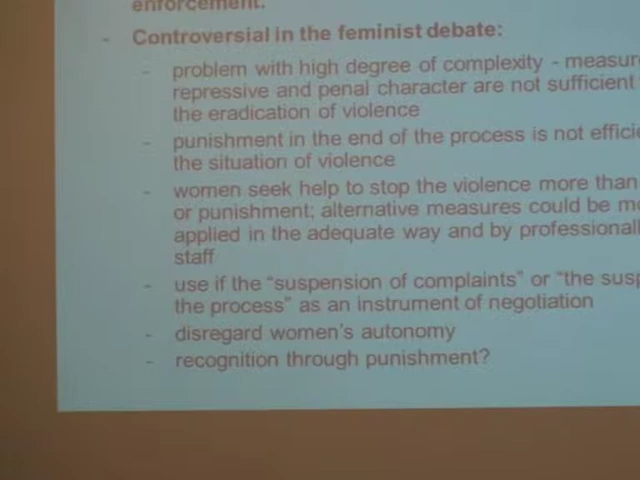 enforcement.
- Controversial in the feminist debate:
- problem with high degree of complexity - measur
repressive and penal character are not sufficient
the eradication of violence
- punishment in the end of the process is not efficie
the situation of violence
- women seek help to stop the violence more than
or punishment; alternative measures could be mo
applied in the adequate way and by professionall
staff
- use if the “suspension of complaints” or “the susp
the process” as an instrument of negotiation
- disregard women's autonomy
- recognition through punishment?